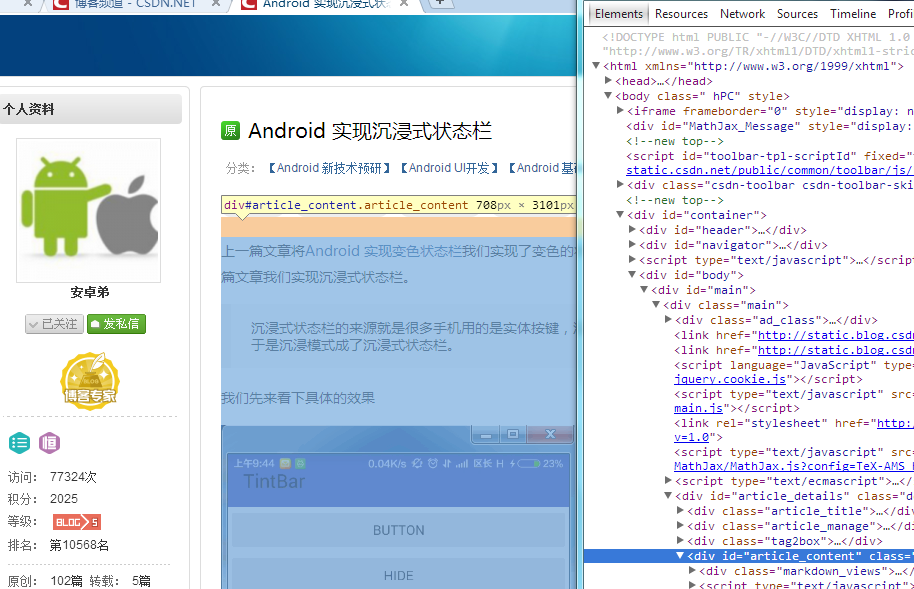 博客频道 - CSDN.NET
Android 实现沉浸式状
个人资料
安卓弟
已关注
发私信
博客专家
访问： 77324次
积分： 2025
等级： BLOG 5
排名： 第10568名
原创： 102篇 转载： 5篇
原 Android 实现沉浸式状态栏
分类： 【Android 新技术预研】 【Android UI开发】 【Android 基础
div#article_content.article_content 708px × 3101px
上一篇文章将Android 实现变色状态栏我们实现了变色的
篇文章我们实现沉浸式状态栏。
沉浸式状态栏的来源就是很多手机用的是实体按键，
于是沉浸模式成了沉浸式状态栏。
我们先来看下具体的效果
上午9:44 0.04K/s 区长 H 23%
TintBar
BUTTON
HIDE
Elements Resources Network Sources Timeline Profi
<!DOCTYPE html PUBLIC "-//W3C//DTD XHTML 1.0
"http://www.w3.org/TR/xhtml1/DTD/xhtml1-stric
▼<html xmlns="http://www.w3.org/1999/xhtml">
▶<head>…</head>
▼<body class=" hPC" style>
▶<iframe frameborder="0" style="display: n
<div id="MathJax_Message" style="display:
<!--new top-->
<script id="toolbar-tpl-scriptId" fixed="
static.csdn.net/public/common/toolbar/js/
▶<div class="csdn-toolbar csdn-toolbar-ski
<!--new top-->
▼<div id="container">
▶<div id="header">…</div>
▶<div id="navigator">…</div>
▶<script type="text/javascript">…</script
▼<div id="body">
▼<div id="main">
▼<div class="main">
▶<div class="ad_class">…</div>
<link href="http://static.blog.csdn
<link href="http://static.blog.csdn
<script language="JavaScript" type=
jquery.cookie.js"></script>
<script type="text/javascript" src=
main.js"></script>
<link rel="stylesheet" href="http:/
v=1.0">
<script type="text/javascript" src=
MathJax/MathJax.js?config=TeX-AMS_H
▶<script type="text/ecmascript">…</
▼<div id="article_details" class="d
▶<div class="article_title">…</div
▶<div class="article_manage">…</di
▶<div class="tag2box">…</div>
▼<div id="article_content" class="
▶<div class="markdown_views">…</
▶<script type="text/javascript">